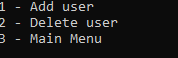 1 - Add user
2 - Delete user
3 - Main Menu